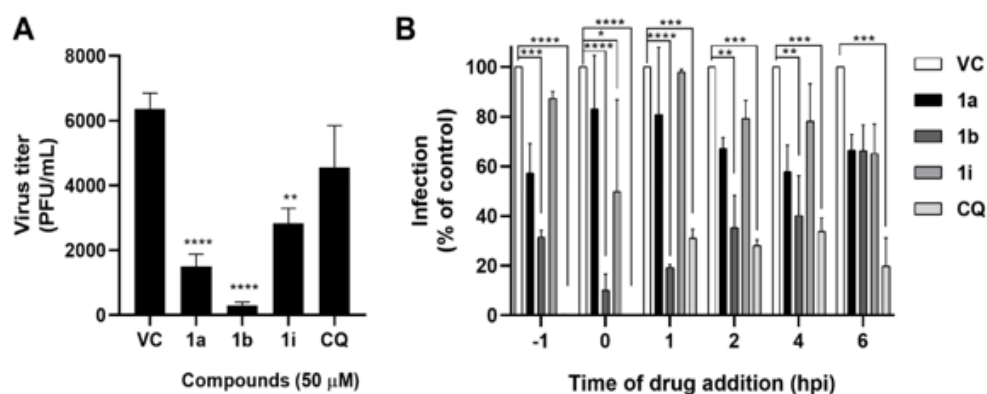 A
8000
6000
4000
2000
0
Virus titer
(PFU/mL)
****
****
**
VC 1a 1b 1i CQ
Compounds (50 μM)
B
100
80
60
40
20
0
Infection
(% of control)
****
***
****
*
****
***
****
***
**
***
**
***
-1 0 1 2 4 6
Time of drug addition (hpi)
VC
1a
1b
1i
CQ